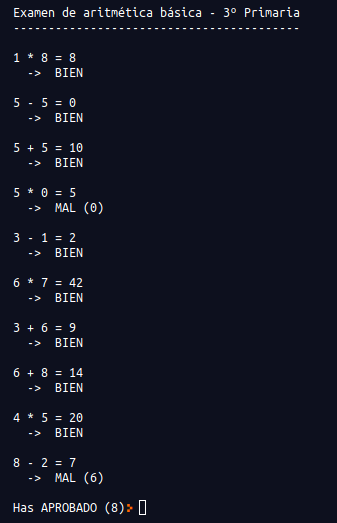 Examen de aritmética básica - 3º Primaria
-----------------------------------------
1 * 8 = 8
-> BIEN
5 - 5 = 0
-> BIEN
5 + 5 = 10
-> BIEN
5 * 0 = 5
-> MAL (0)
3 - 1 = 2
-> BIEN
6 * 7 = 42
-> BIEN
3 + 6 = 9
-> BIEN
6 + 8 = 14
-> BIEN
4 * 5 = 20
-> BIEN
8 - 2 = 7
-> MAL (6)
Has APROBADO (8)>